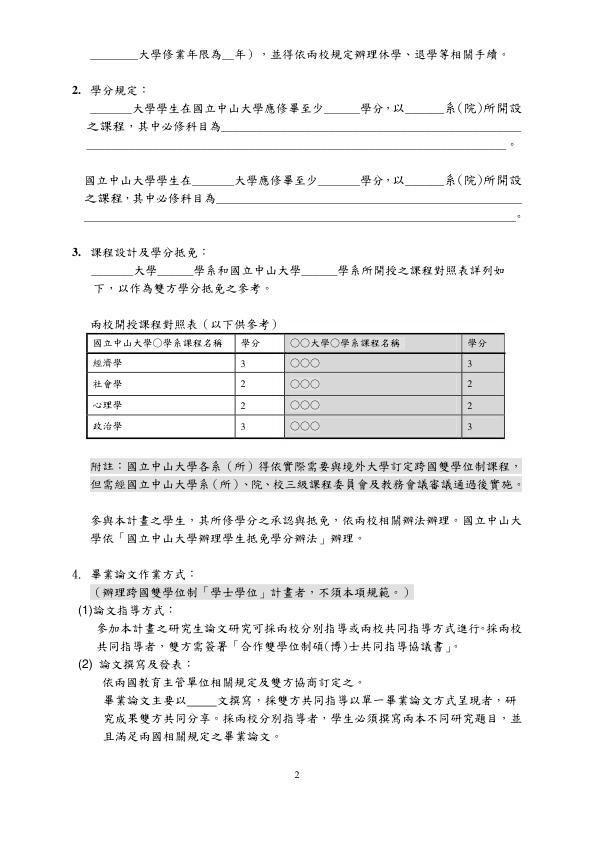 ________大學修業年限為__年），並得依兩校規定辦理休學、退學等相關手續。
2. 學分規定：
_______大學學生在國立中山大學應修畢至少______學分，以_______系（院）所開設
之課程，其中必修科目為__________________________________________________
______________________________________________________________________。
國立中山大學學生在_______大學應修畢至少_______學分，以______系（院）所開設
之課程，其中必修科目為___________________________________________________
________________________________________________________________________。
3. 課程設計及學分抵免：
_______大學______學系和國立中山大學______學系所開授之課程對照表詳列如
下，以作為雙方學分抵免之參考。
兩校開授課程對照表（以下供參考）
國立中山大學○學系課程名稱 學分 ○○大學○學系課程名稱 學分
經濟學 3 ○○○ 3
社會學 2 ○○○ 2
心理學 2 ○○○ 2
政治學 3 ○○○ 3
附註：國立中山大學各系（所）得依實際需要與境外大學訂定跨國雙學位制課程，
但需經國立中山大學系（所）、院、校三級課程委員會及教務會議審議通過後實施。
參與本計畫之學生，其所修學分之承認與抵免，依兩校相關辦法辦理。國立中山大
學依「國立中山大學辦理學生抵免學分辦法」辦理。
4. 畢業論文作業方式：
（辦理跨國雙學位制「學士學位」計畫者，不須本項規範。）
(1)論文指導方式：
參加本計畫之研究生論文研究可採兩校分別指導或兩校共同指導方式進行。採兩校
共同指導者，雙方需簽署「合作雙學位制碩（博）士共同指導協議書」。
(2) 論文撰寫及發表：
依兩國教育主管單位相關規定及雙方協商訂定之。
畢業論文主要以_____文撰寫，採雙方共同指導以單一畢業論文方式呈現者，研
究成果雙方共同分享。採兩校分別指導者，學生必須撰寫兩本不同研究題目，並
且滿足兩國相關規定之畢業論文。
2